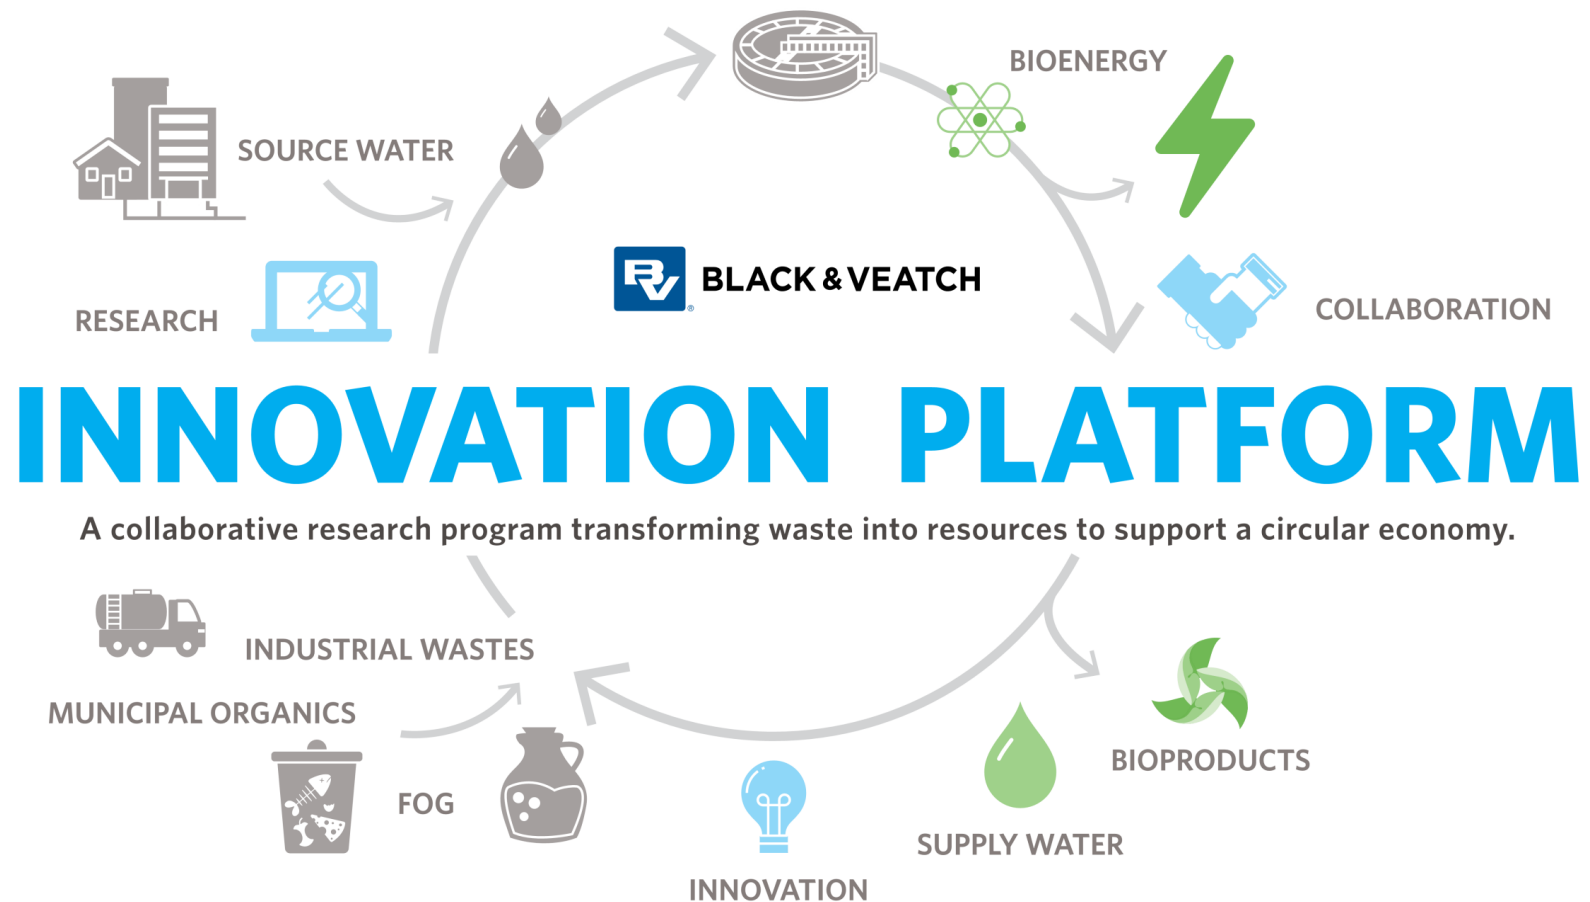 BIOENERGY
SOURCE WATER
BV
BLACK & VEATCH
®
RESEARCH
COLLABORATION
INNOVATION PLATFORM
A collaborative research program transforming waste into resources to support a circular economy.
INDUSTRIAL WASTES
MUNICIPAL ORGANICS
BIOPRODUCTS
FOG
SUPPLY WATER
INNOVATION